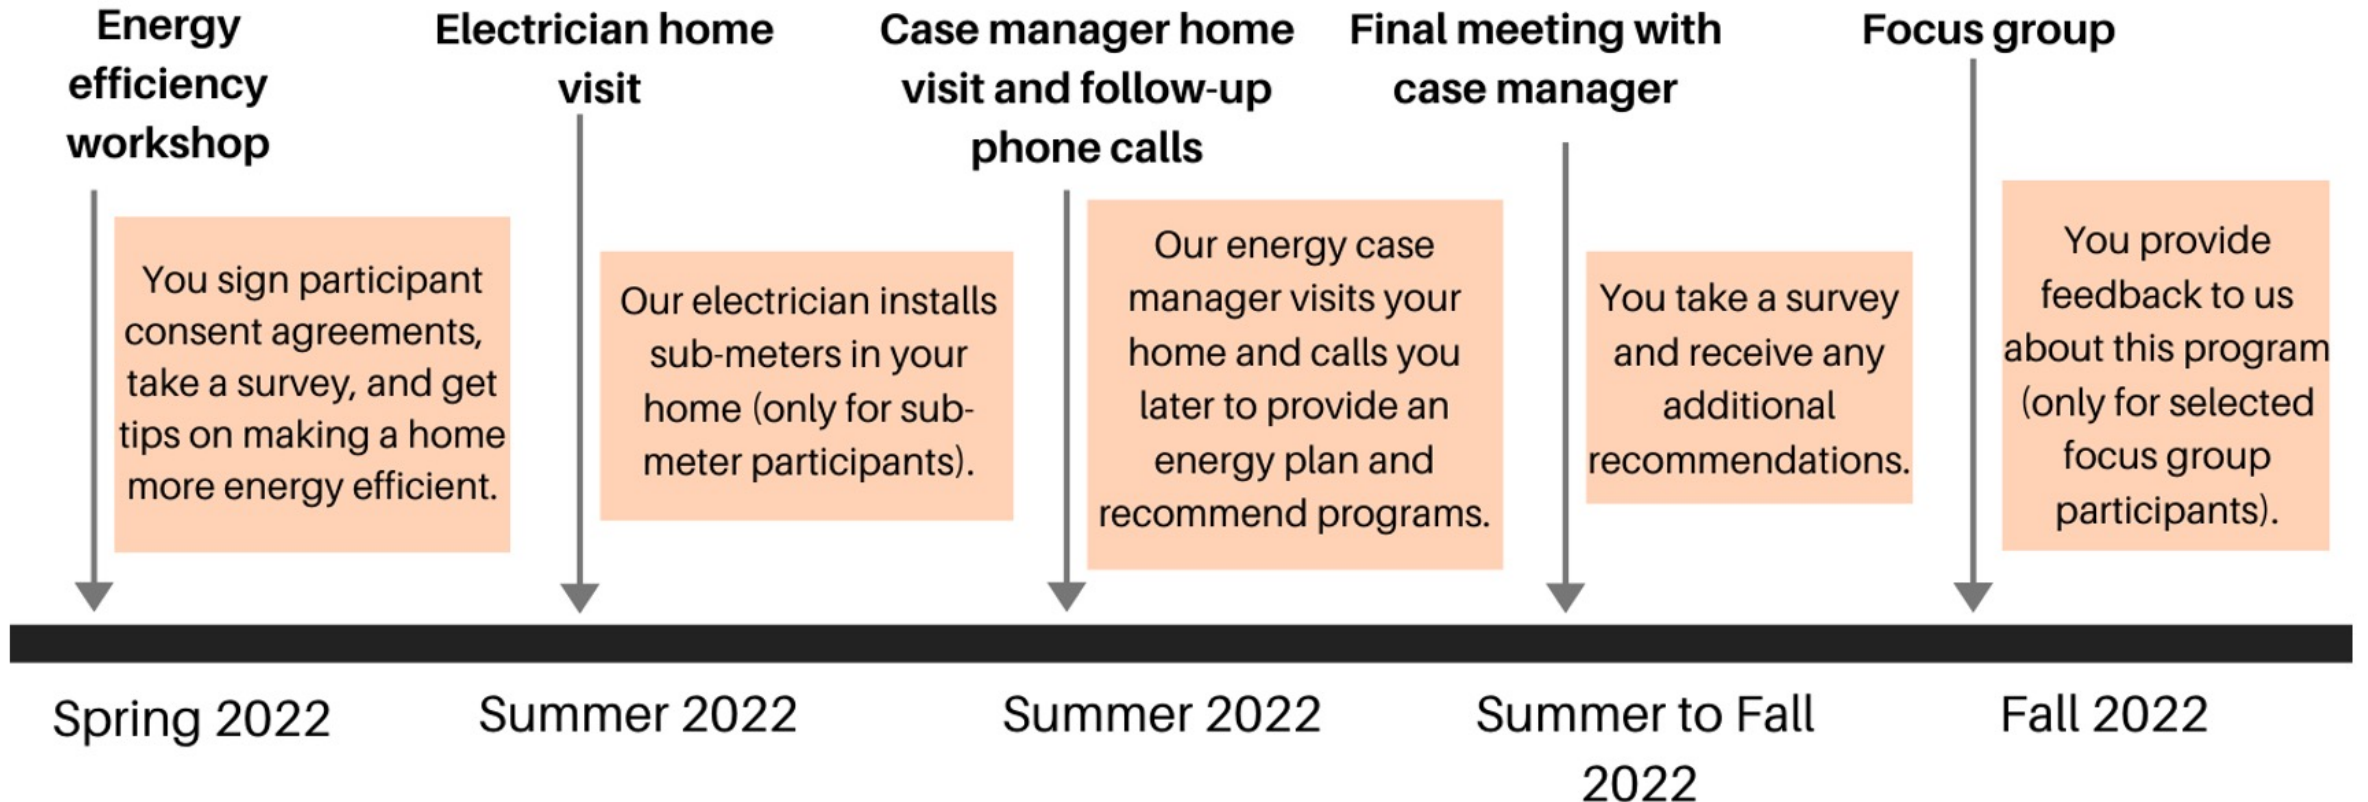 Energy
efficiency
workshop
Electrician home
visit
Case manager home
visit and follow-up
phone calls
Final meeting with
case manager
Focus group
You sign participant
consent agreements,
take a survey, and get
tips on making a home
more energy efficient.
Our electrician installs
sub-meters in your
home (only for sub-
meter participants).
Our energy case
manager visits your
home and calls you
later to provide an
energy plan and
recommend programs.
You take a survey
and receive any
additional
recommendations.
You provide
feedback to us
about this program
(only for selected
focus group
participants).
Spring 2022
Summer 2022
Summer 2022
Summer to Fall
2022
Fall 2022